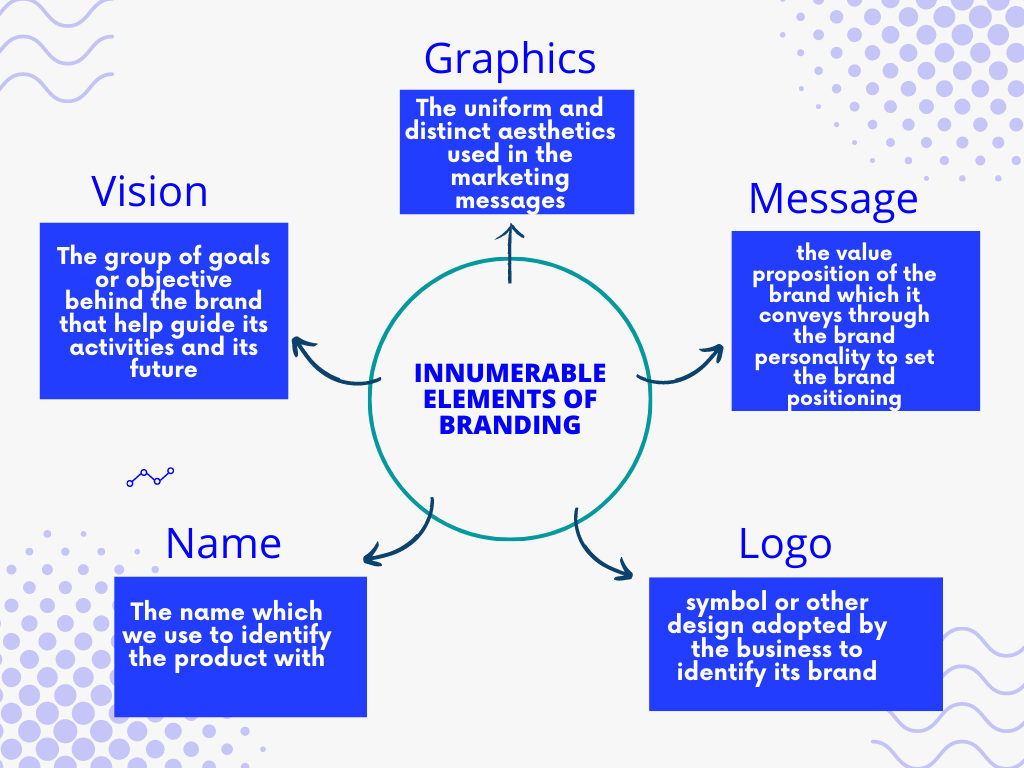 Graphics
The uniform and
distinct aesthetics
used in the
marketing
messages
Vision
The group of goals
or objective
behind the brand
that help guide its
activities and its
future
Message
the value
proposition of the
brand which it
conveys through
the brand
personality to set
the brand
positioning
INNUMERABLE
ELEMENTS OF
BRANDING
Name
The name which
we use to identify
the product with
Logo
symbol or other
design adopted by
the business to
identify its brand